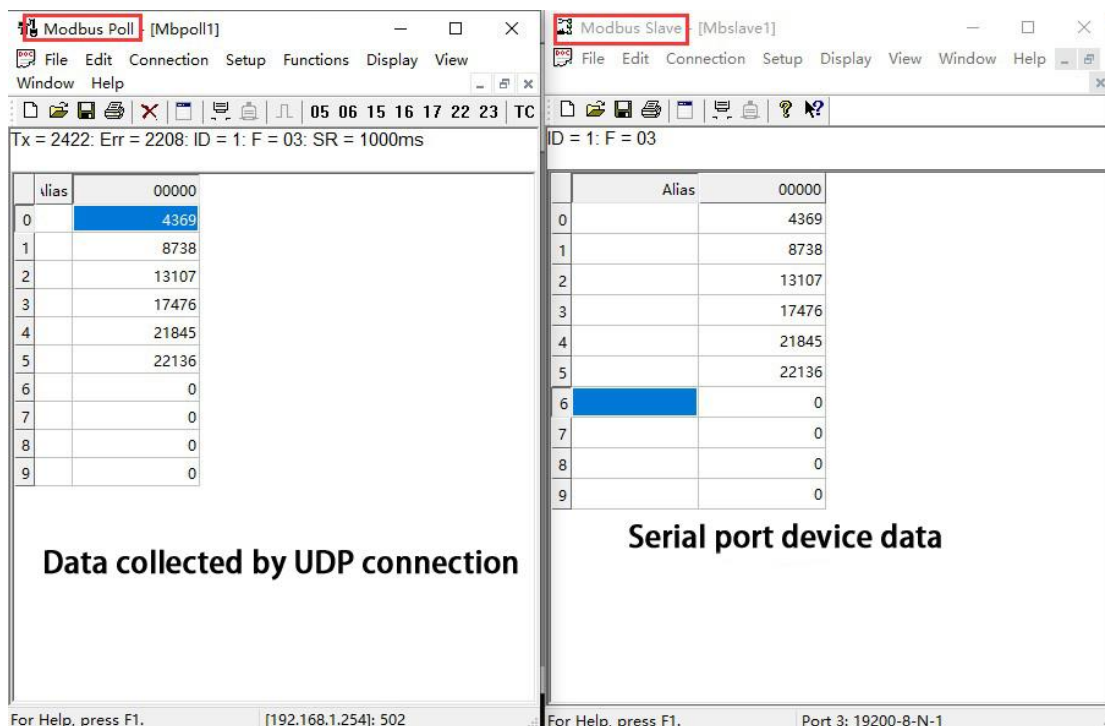 Modbus Poll - [Mbpoll1]
File Edit Connection Setup Functions Display View
Window Help
05 06 15 16 17 22 23 TC
Tx = 2422: Err = 2208: ID = 1: F = 03: SR = 1000ms
Alias 00000
0 4369
1 8738
2 13107
3 17476
4 21845
5 22136
6 0
7 0
8 0
9 0
Data collected by UDP connection
For Help, press F1. [192.168.1.254]: 502
Modbus Slave - [Mbslave1]
File Edit Connection Setup Display View Window Help
ID = 1: F = 03
Alias 00000
0 4369
1 8738
2 13107
3 17476
4 21845
5 22136
6 0
7 0
8 0
9 0
Serial port device data
For Help, press F1. Port 3: 19200-8-N-1